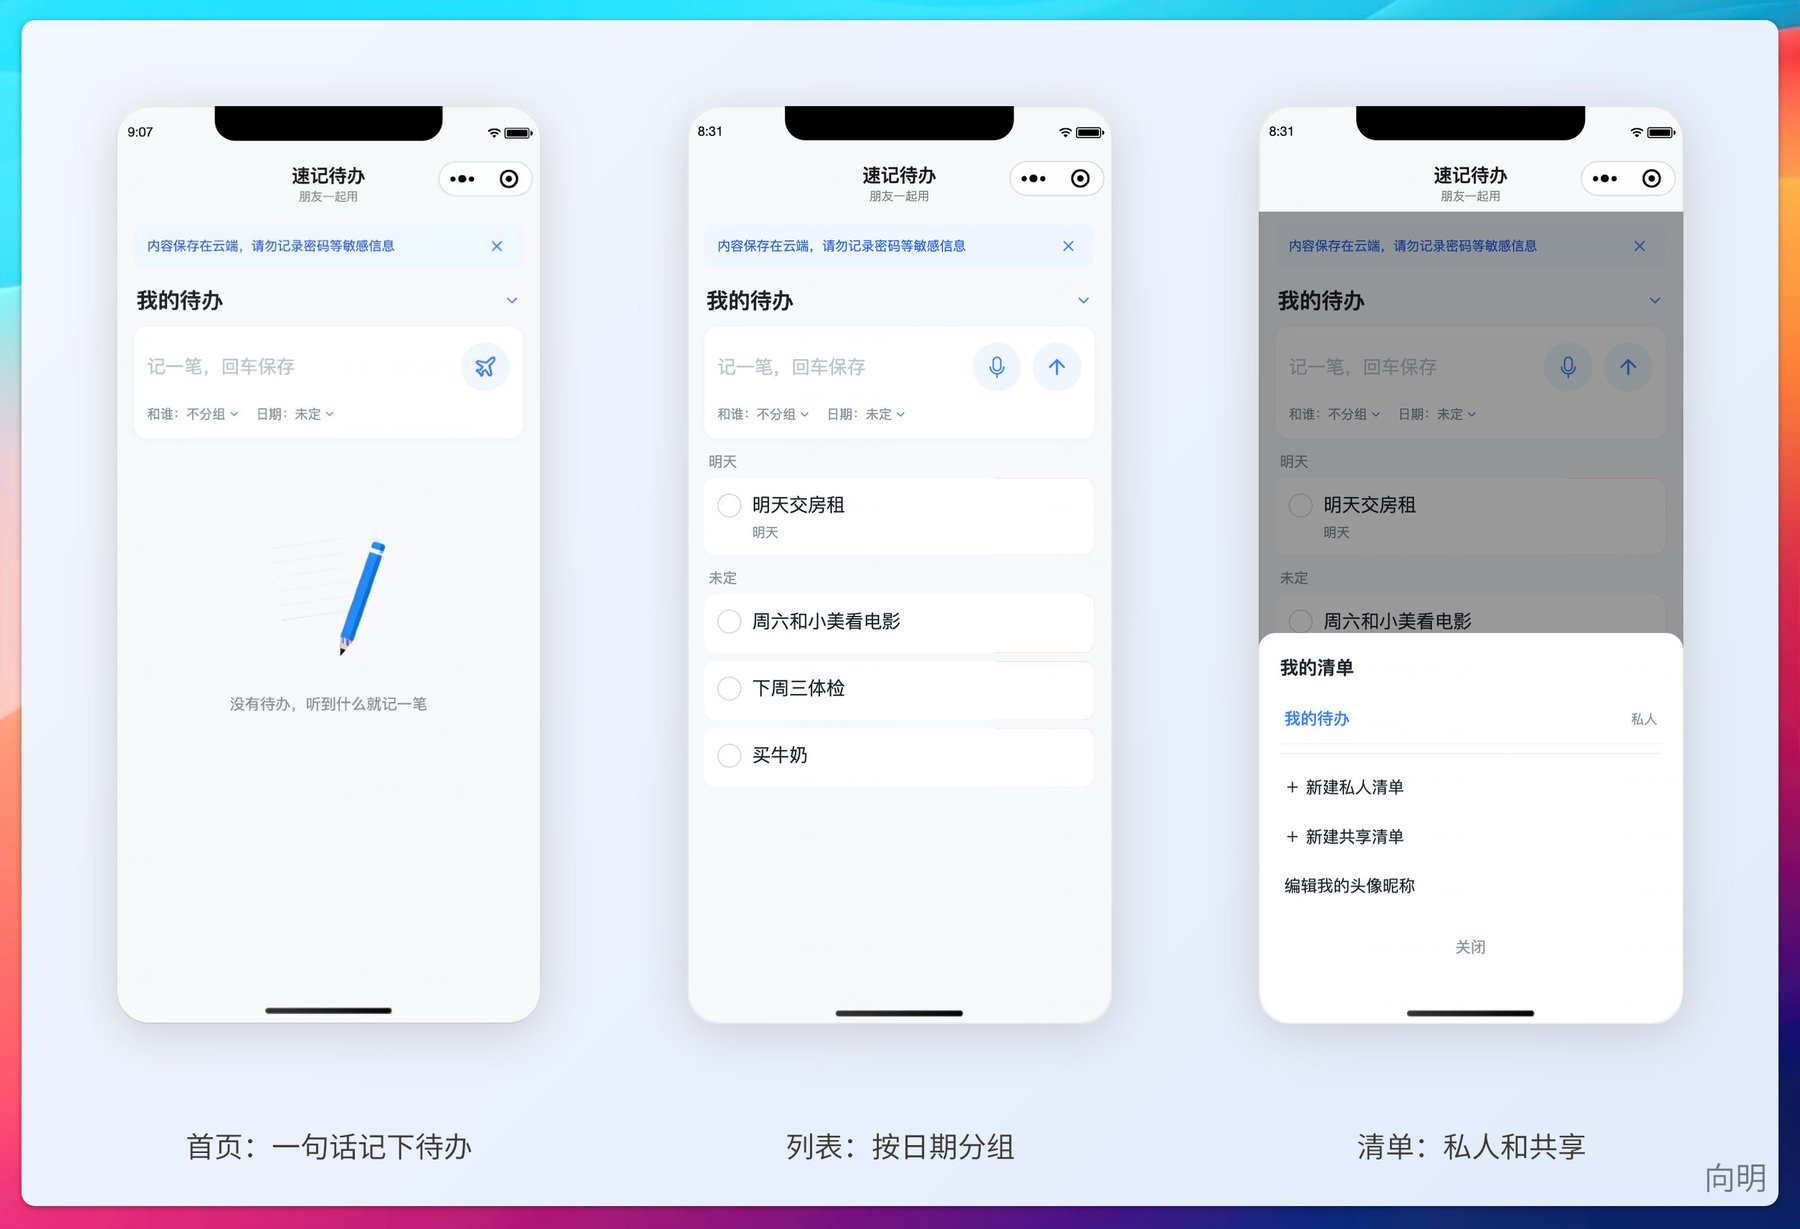 9:07
速记待办
朋友一起用
内容保存在云端，请勿记录密码等敏感信息
我的待办
记一笔，回车保存
和谁：不分组 日期：未定
没有待办，听到什么就记一笔
首页：一句话记下待办
8:31
速记待办
朋友一起用
内容保存在云端，请勿记录密码等敏感信息
我的待办
记一笔，回车保存
和谁：不分组 日期：未定
明天
明天交房租
明天
未定
周六和小美看电影
下周三体检
买牛奶
列表：按日期分组
8:31
速记待办
朋友一起用
内容保存在云端，请勿记录密码等敏感信息
我的待办
记一笔，回车保存
和谁：不分组 日期：未定
明天
明天交房租
明天
未定
周六和小美看电影
我的清单
我的待办 私人
+ 新建私人清单
+ 新建共享清单
编辑我的头像昵称
关闭
清单：私人和共享
向明